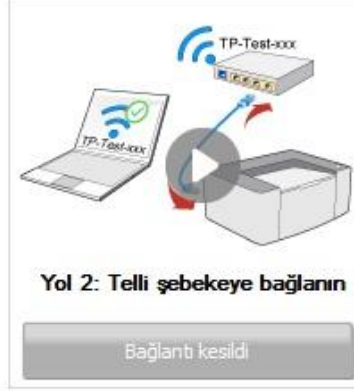 TP-Test-xxx
TP-Test-xxx
Yol 2: Telli şebekeye bağlanın
Bağlantı kesildi